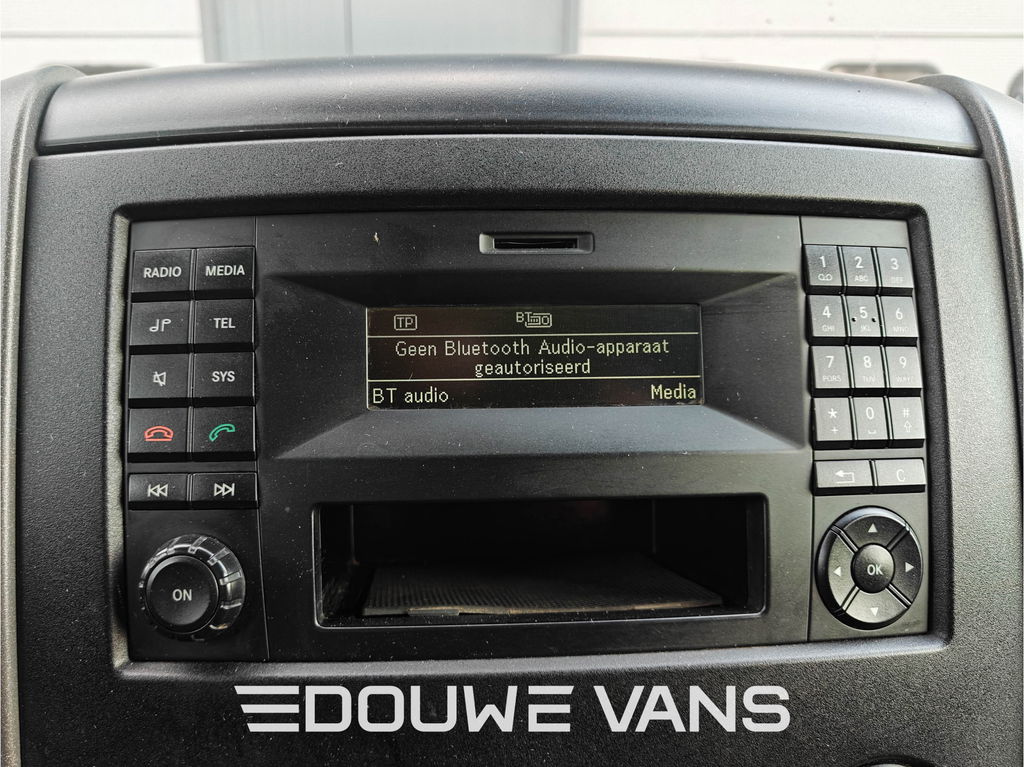 RADIO MEDIA
TEL
SYS
ON
TP BT
Geen Bluetooth Audio-apparaat
geautoriseerd
BT audio Media
1 2 ABC 3 DEF
4 GHI 5 JKL 6 MNO
7 PQRS 8 TUV 9 WXYZ
* + 0 #
C
OK
DOUWE VANS